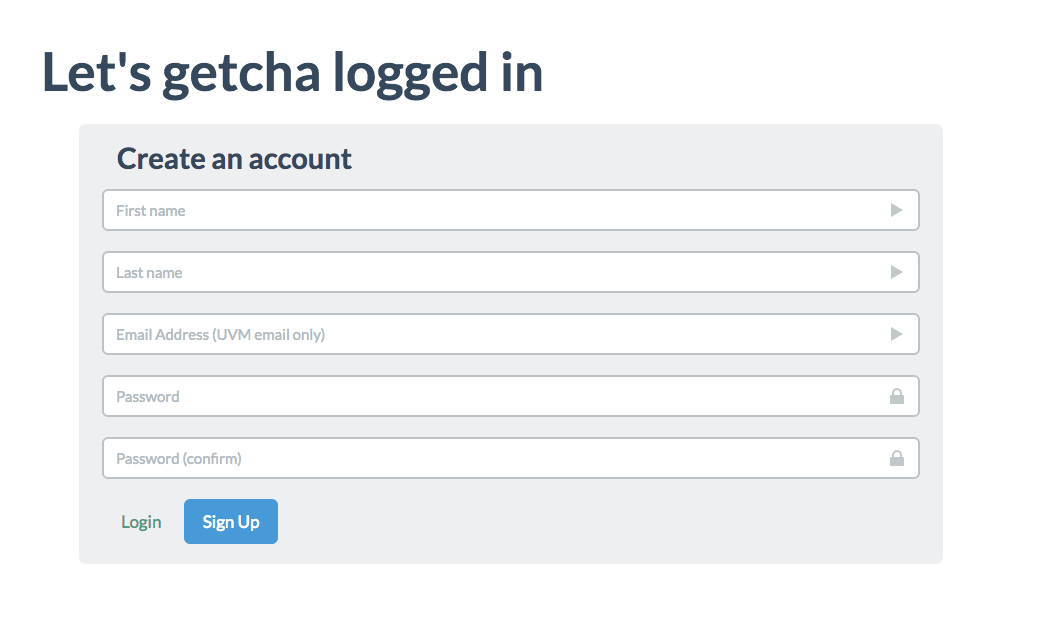 Let's getcha logged in
Create an account
First name
Last name
Email Address (UVM email only)
Password
Password (confirm)
Login Sign Up